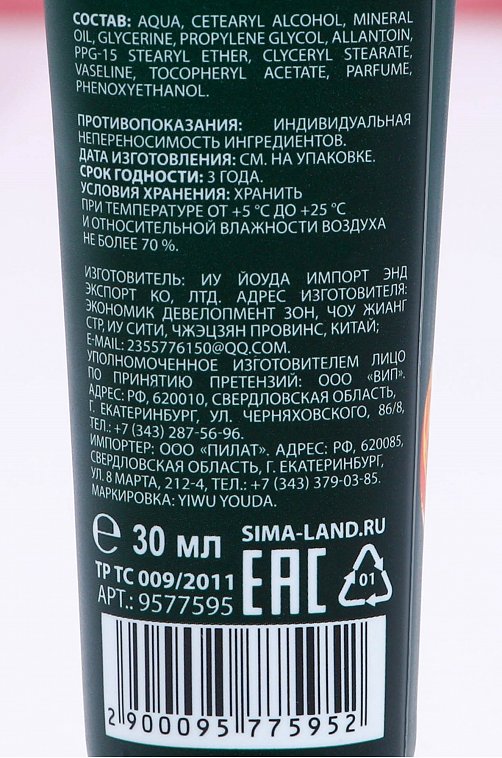 СОСТАВ: AQUA, CETEARYL ALCOHOL, MINERAL
OIL, GLYCERINE, PROPYLENE GLYCOL, ALLANTOIN,
PPG-15 STEARYL ETHER, CLYCERYL STEARATE,
VASELINE, TOCOPHERYL ACETATE, PARFUME,
PHENOXYETHANOL.
ПРОТИВОПОКАЗАНИЯ: ИНДИВИДУАЛЬНАЯ
НЕПЕРЕНОСИМОСТЬ ИНГРЕДИЕНТОВ.
ДАТА ИЗГОТОВЛЕНИЯ: СМ. НА УПАКОВКЕ.
СРОК ГОДНОСТИ: 3 ГОДА.
УСЛОВИЯ ХРАНЕНИЯ: ХРАНИТЬ
ПРИ ТЕМПЕРАТУРЕ ОТ +5 °C ДО +25 °C
И ОТНОСИТЕЛЬНОЙ ВЛАЖНОСТИ ВОЗДУХА
НЕ БОЛЕЕ 70 %.
ИЗГОТОВИТЕЛЬ: ИУ ЙОУДА ИМПОРТ ЭНД
ЭКСПОРТ КО, ЛТД. АДРЕС ИЗГОТОВИТЕЛЯ:
ЭКОНОМИК ДЕВЕЛОПМЕНТ ЗОН, ЧОУ ЖИАНГ
СТР, ИУ СИТИ, ЧЖЭЦЗЯН ПРОВИНС, КИТАЙ;
E-MAIL: 2355776150@QQ.COM.
УПОЛНОМОЧЕННОЕ ИЗГОТОВИТЕЛЕМ ЛИЦО
ПО ПРИНЯТИЮ ПРЕТЕНЗИЙ: ООО «ВИП».
АДРЕС: РФ, 620010, СВЕРДЛОВСКАЯ ОБЛАСТЬ,
Г. ЕКАТЕРИНБУРГ, УЛ. ЧЕРНЯХОВСКОГО, 86/8,
ТЕЛ.: +7 (343) 287-56-96.
ИМПОРТЕР: ООО «ПИЛАТ». АДРЕС: РФ, 620085,
СВЕРДЛОВСКАЯ ОБЛАСТЬ, Г. ЕКАТЕРИНБУРГ,
УЛ. 8 МАРТА, 212-4, ТЕЛ.: +7 (343) 379-03-85.
МАРКИРОВКА: YIWU YOUDA.
e 30 МЛ
SIMA-LAND.RU
ТР ТС 009/2011
АРТ.: 9577595
EAC
01
2 900095 775952